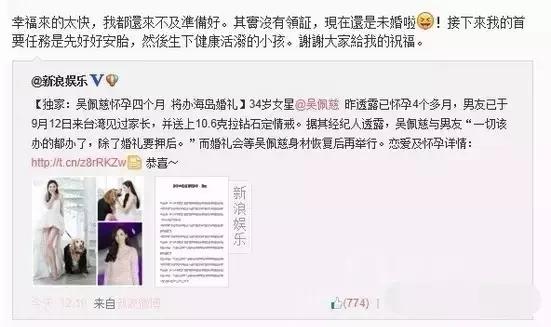 幸福來的太快，我都還來不及準備好。其實沒有領証，現在還是未婚啦！接下來我的首
要任務是先好好安胎，然後生下健康活潑的小孩。謝謝大家給我的祝福。
@新浪娱乐
【独家：吴佩慈怀孕四个月 将办海岛婚礼】34岁女星@吴佩慈 昨透露已怀孕4个多月，男友已于
9月12日来台湾见过家长，并送上10.6克拉钻石定情戒。据其经纪人透露，吴佩慈与男友“一切该
办的都办了，除了婚礼要押后。”而婚礼会等吴佩慈身材恢复后再举行。恋爱及怀孕详情：
http://t.cn/z8rRKZw 恭喜～
新浪
娱乐
今天 12:10 来自
(774)